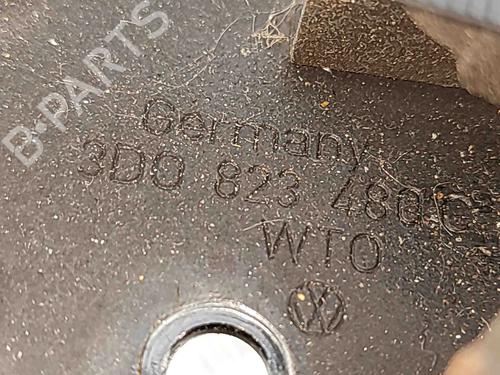 B-PARTS
Germany
3D0 823 480
WTO